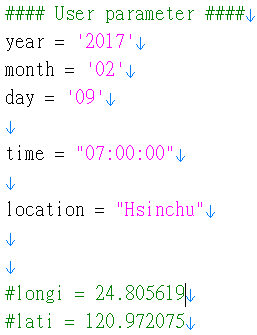 #### User parameter ####↓
year = '2017'↓
month = '02'↓
day = '09'↓
↓
time = "07:00:00"↓
↓
location = "Hsinchu"↓
↓
↓
#longi = 24.805619↓
#lati = 120.972075↓